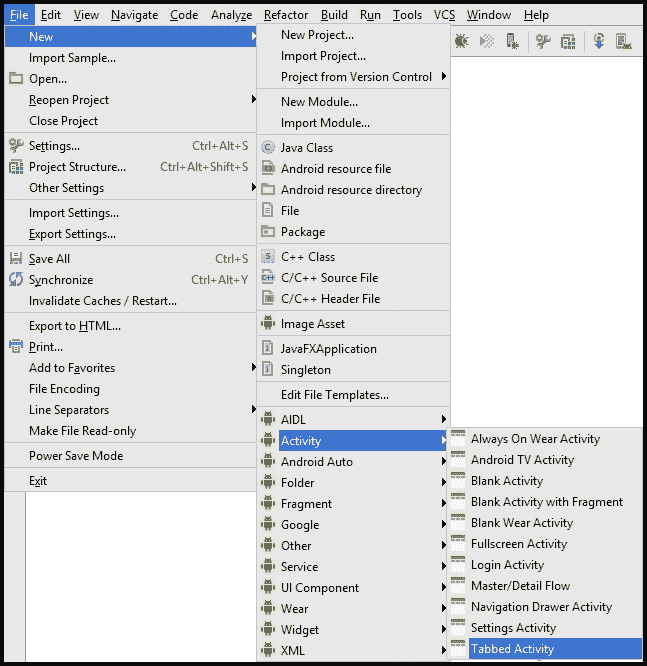 File Edit View Navigate Code Analyze Refactor Build Run Tools VCS Window Help
New
Import Sample...
Open...
Reopen Project
Close Project
Settings... Ctrl+Alt+S
Project Structure... Ctrl+Alt+Shift+S
Other Settings
Import Settings...
Export Settings...
Save All Ctrl+S
Synchronize Ctrl+Alt+Y
Invalidate Caches / Restart...
Export to HTML...
Print...
Add to Favorites
File Encoding
Line Separators
Make File Read-only
Power Save Mode
Exit
New Project...
Import Project...
Project from Version Control
New Module...
Import Module...
Java Class
Android resource file
Android resource directory
File
Package
C++ Class
C/C++ Source File
C/C++ Header File
Image Asset
JavaFXApplication
Singleton
Edit File Templates...
AIDL
Activity
Android Auto
Folder
Fragment
Google
Other
Service
UI Component
Wear
Widget
XML
Always On Wear Activity
Android TV Activity
Blank Activity
Blank Activity with Fragment
Blank Wear Activity
Fullscreen Activity
Login Activity
Master/Detail Flow
Navigation Drawer Activity
Settings Activity
Tabbed Activity